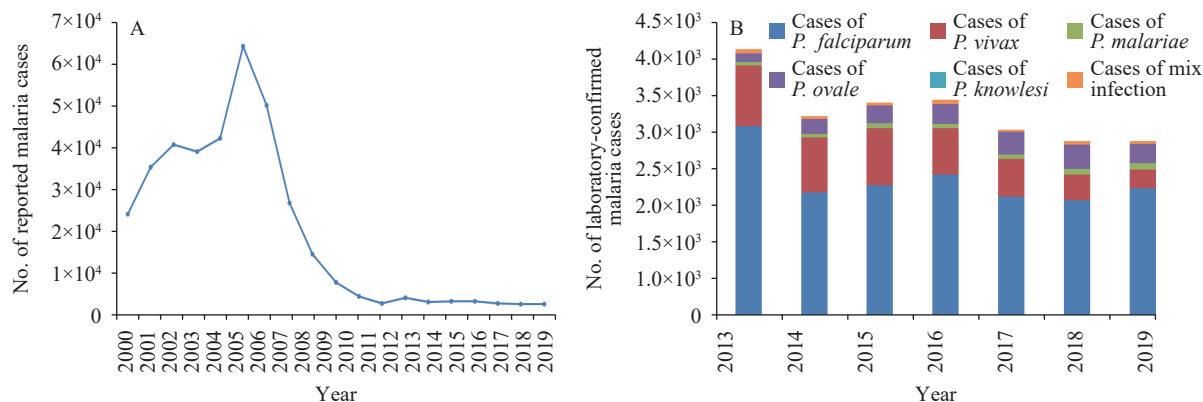 A
No. of reported malaria cases
7×10⁴
6×10⁴
5×10⁴
4×10⁴
3×10⁴
2×10⁴
1×10⁴
0
2000
2001
2002
2003
2004
2005
2006
2007
2008
2009
2010
2011
2012
2013
2014
2015
2016
2017
2018
2019
Year
B
No. of laboratory-confirmed
malaria cases
4.5×10³
4.0×10³
3.5×10³
3.0×10³
2.5×10³
2.0×10³
1.5×10³
1.0×10³
0
Cases of
P. falciparum
Cases of
P. vivax
Cases of
P. malariae
Cases of
P. ovale
Cases of
P. knowlesi
Cases of mix
infection
2013
2014
2015
2016
2017
2018
2019
Year